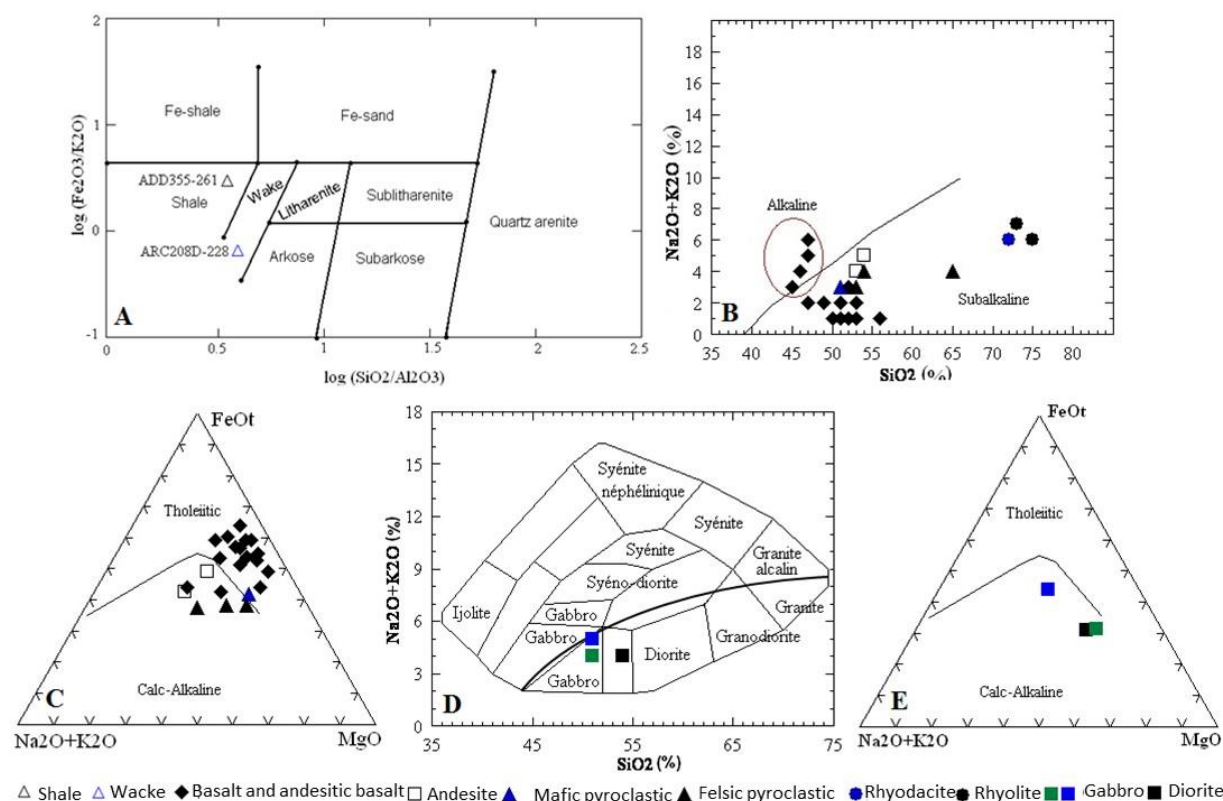 2
1
0
-1
0
0.5
1
1.5
2
2.5
log (Fe2O3/K2O)
log (SiO2/Al2O3)
Fe-shale
Fe-sand
ADD355-261
Shale
Wake
Litharenite
Sublitharenite
Quartz arenite
ARC208D-228
Arkose
Subarkose
A
18
16
14
12
10
8
6
4
2
0
35
45
55
65
75
Na2O+K2O (%)
SiO2 (%)
Alkaline
Subalkaline
B
FeOt
Tholeiitic
Calc-Alkaline
C
Na2O+K2O
MgO
18
15
12
9
6
3
0
35
45
55
65
75
Na2O+K2O (%)
SiO2 (%)
Syénite
néphélinique
Syénite
Syénite
Granite
alcalin
Syéno-diorite
Ijolite
Gabbro
Granite
Gabbro
Granodiorite
Diorite
Gabbro
D
FeOt
Tholeiitic
Calc-Alkaline
E
Na2O+K2O
MgO
Shale Wacke Basalt and andesitic basalt Andesite Mafic pyroclastic Felsic pyroclastic Rhyodacite Rhyolite Gabbro Diorite